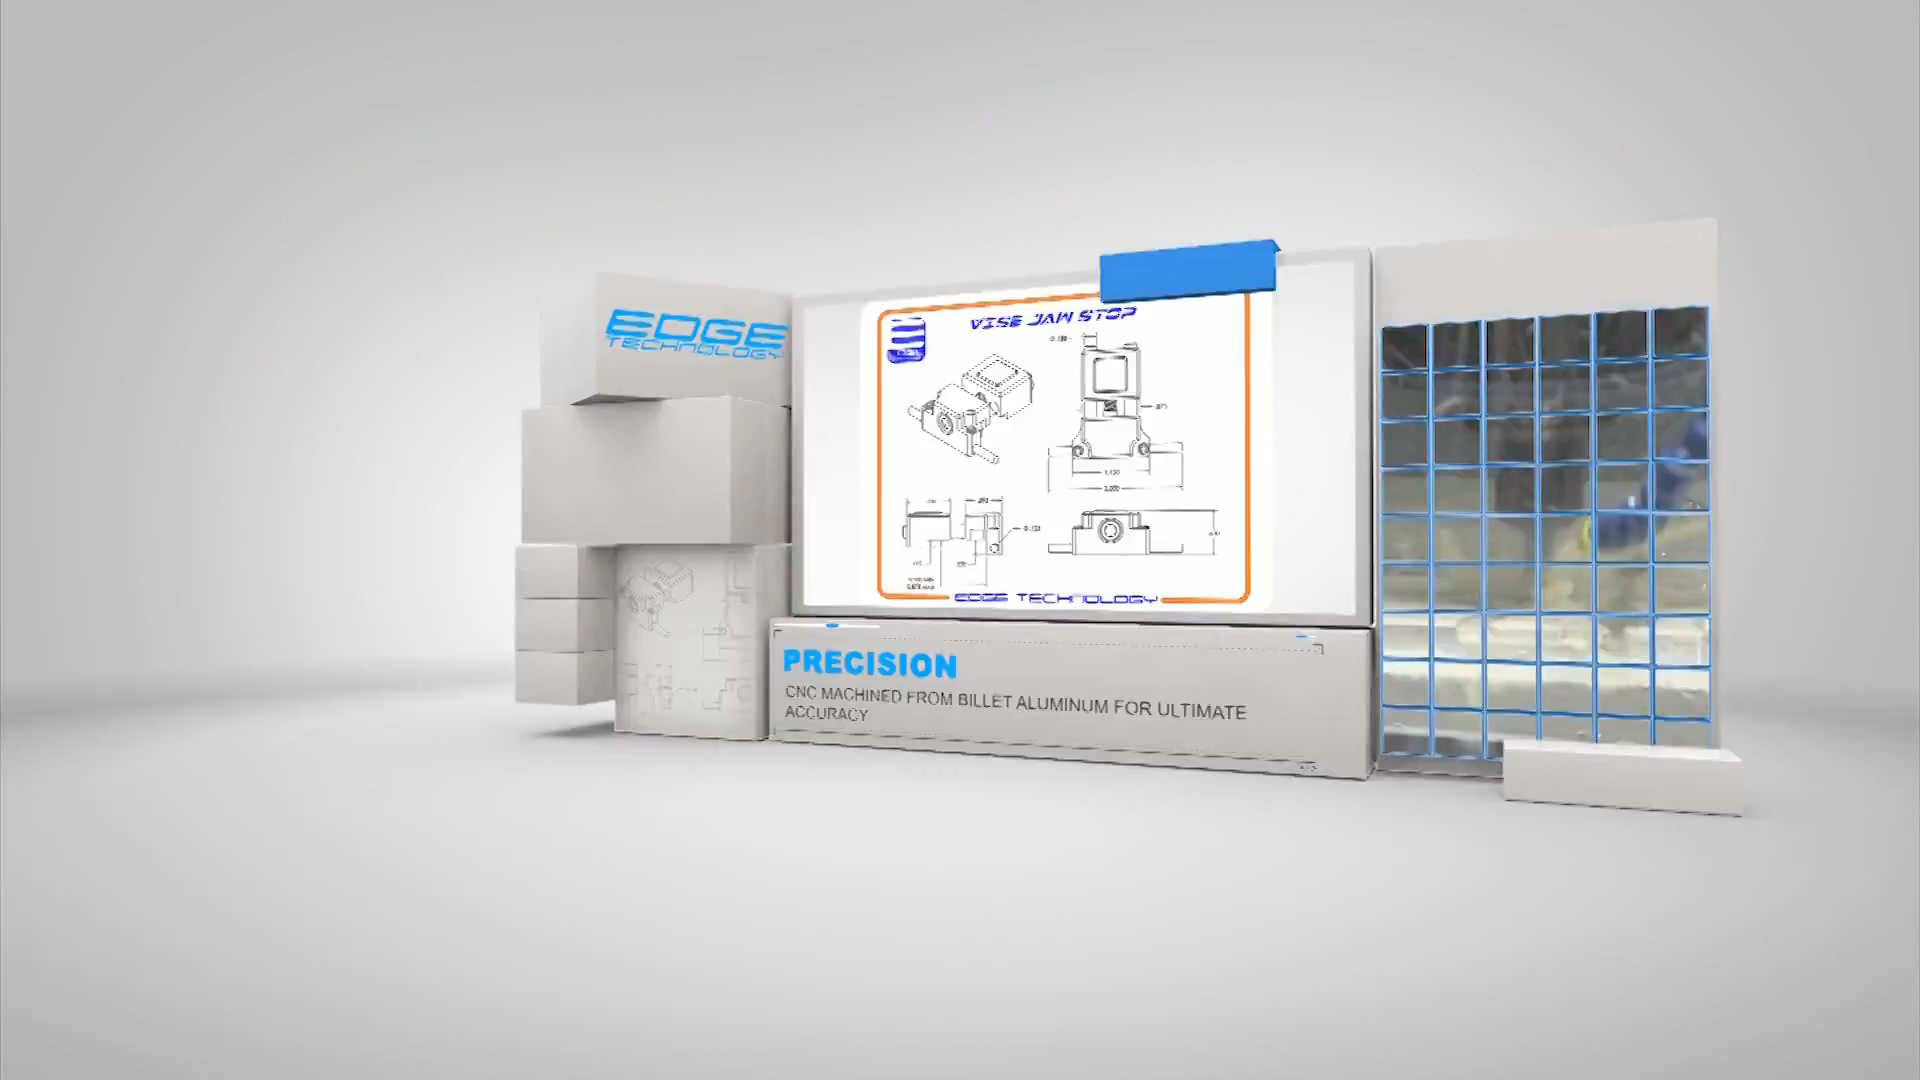 EDGE
TECHNOLOGY
VISE JAW STOP
EDGE TECHNOLOGY
PRECISION
CNC MACHINED FROM BILLET ALUMINUM FOR ULTIMATE
ACCURACY